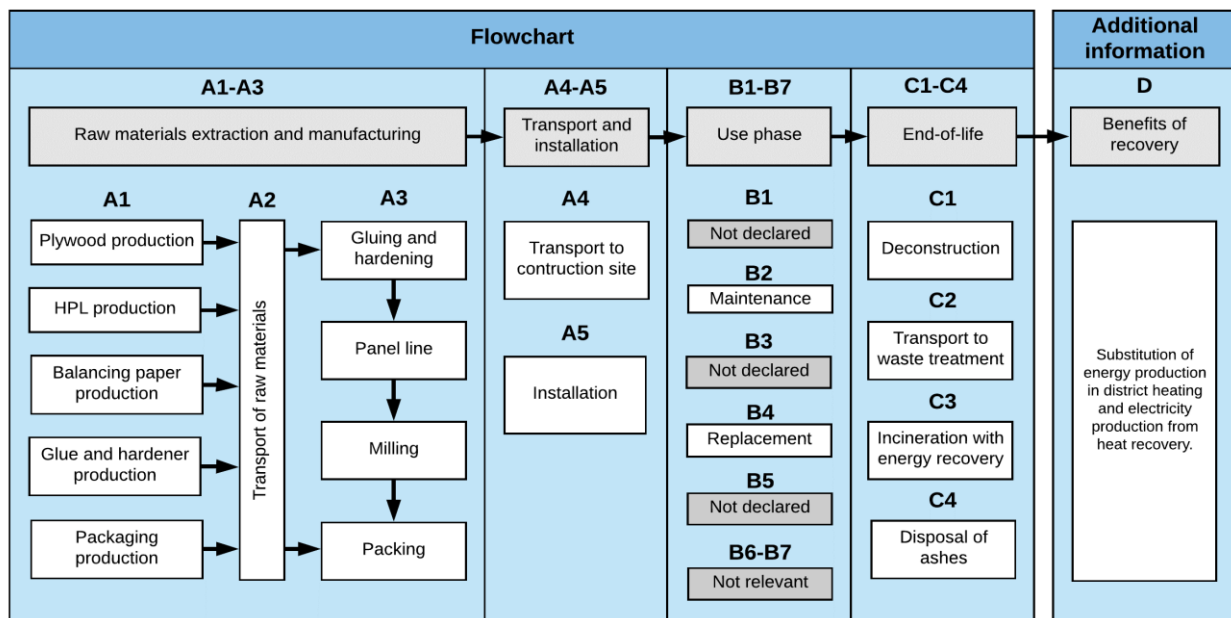 Flowchart
Additional
information
A1-A3
A4-A5
B1-B7
C1-C4
D
Raw materials extraction and manufacturing
Transport and
installation
Use phase
End-of-life
Benefits of
recovery
A1
Plywood production
HPL production
Balancing paper
production
Glue and hardener
production
Packaging
production
A2
Transport of raw materials
A3
Gluing and
hardening
Panel line
Milling
Packing
A4
Transport to
contruction site
A5
Installation
B1
Not declared
B2
Maintenance
B3
Not declared
B4
Replacement
B5
Not declared
B6-B7
Not relevant
C1
Deconstruction
C2
Transport to
waste treatment
C3
Incineration with
energy recovery
C4
Disposal of
ashes
Substitution of
energy production
in district heating
and electricity
production from
heat recovery.